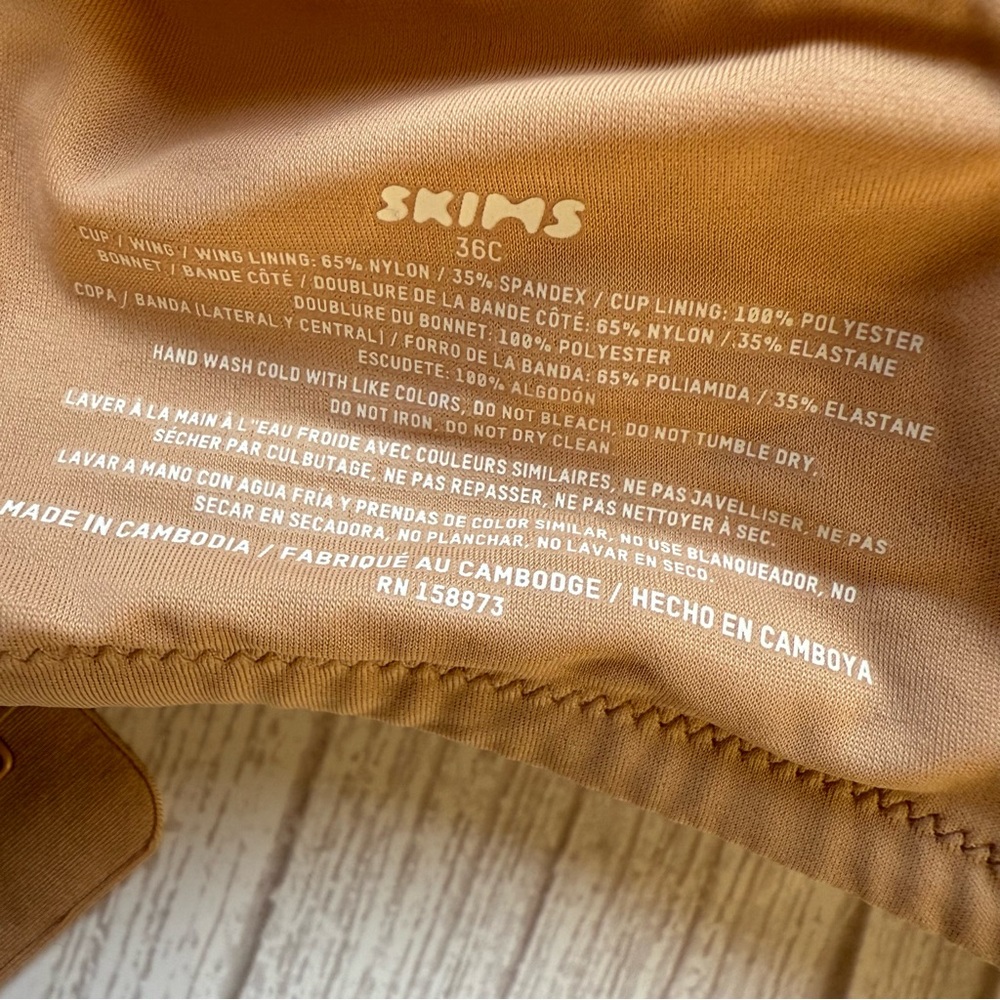 SKIMS
36C
CUP / WING / WING LINING: 65% NYLON / 35% SPANDEX / CUP LINING: 100% POLYESTER
BONNET / BANDE CÔTÉ / DOUBLURE DE LA BANDE CÔTÉ: 65% NYLON / 35% ELASTANE
DOUBLURE DU BONNET: 100% POLYESTER
COPA / BANDA [LATERAL Y CENTRAL] / FORRO DE LA BANDA: 65% POLIAMIDA / 35% ELASTANE
ESCUDETE: 100% ALGODÓN
HAND WASH COLD WITH LIKE COLORS, DO NOT BLEACH, DO NOT TUMBLE DRY,
DO NOT IRON, DO NOT DRY CLEAN
LAVER À LA MAIN À L'EAU FROIDE AVEC COULEURS SIMILAIRES, NE PAS JAVELLISER, NE PAS
SÉCHER PAR CULBUTAGE, NE PAS REPASSER, NE PAS NETTOYER À SEC.
LAVAR A MANO CON AGUA FRÍA Y PRENDAS DE COLOR SIMILAR, NO USE BLANQUEADOR, NO
SECAR EN SECADORA, NO PLANCHAR, NO LAVAR EN SECO.
MADE IN CAMBODIA / FABRIQUÉ AU CAMBODGE / HECHO EN CAMBOYA
RN 158973